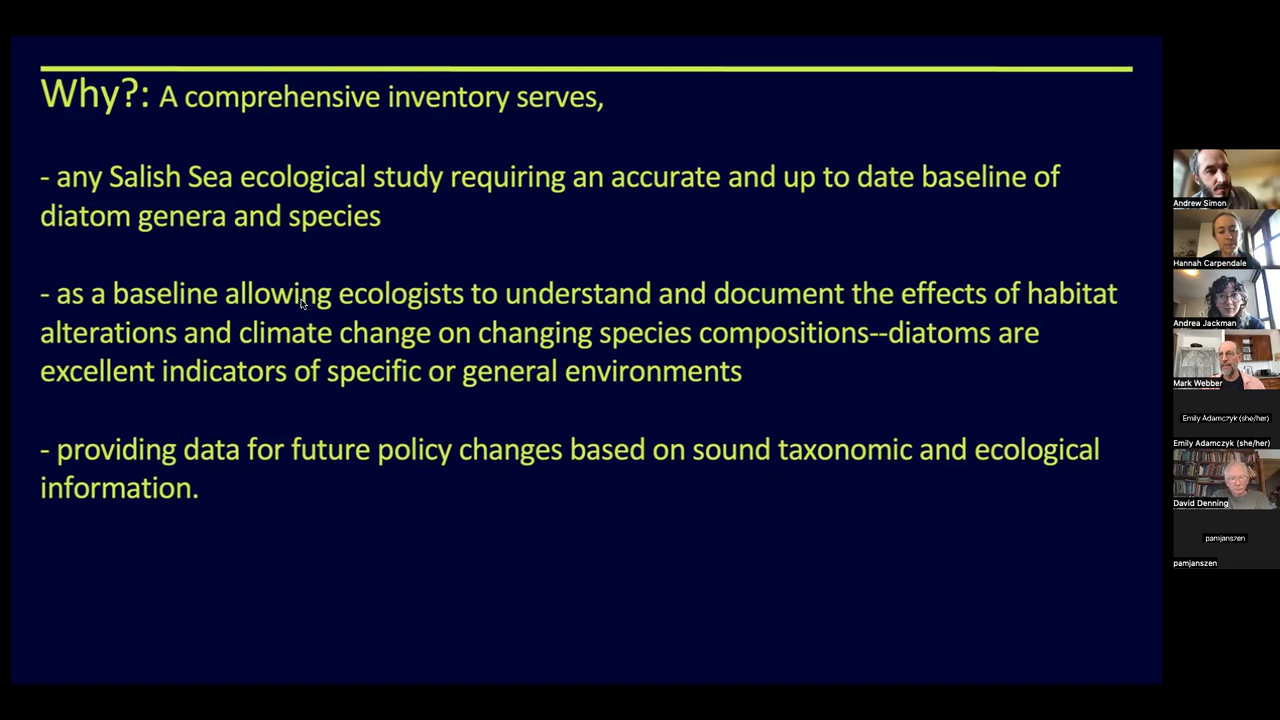 Why?: A comprehensive inventory serves,
- any Salish Sea ecological study requiring an accurate and up to date baseline of
diatom genera and species
- as a baseline allowing ecologists to understand and document the effects of habitat
alterations and climate change on changing species compositions--diatoms are
excellent indicators of specific or general environments
- providing data for future policy changes based on sound taxonomic and ecological
information.
Andrew Simon
Hannah Carpendale
Andrea Jackman
Mark Webber
Emily Adamczyk (she/her)
Emily Adamczyk (she/her)
David Denning
pamjanszen
pamjanszen